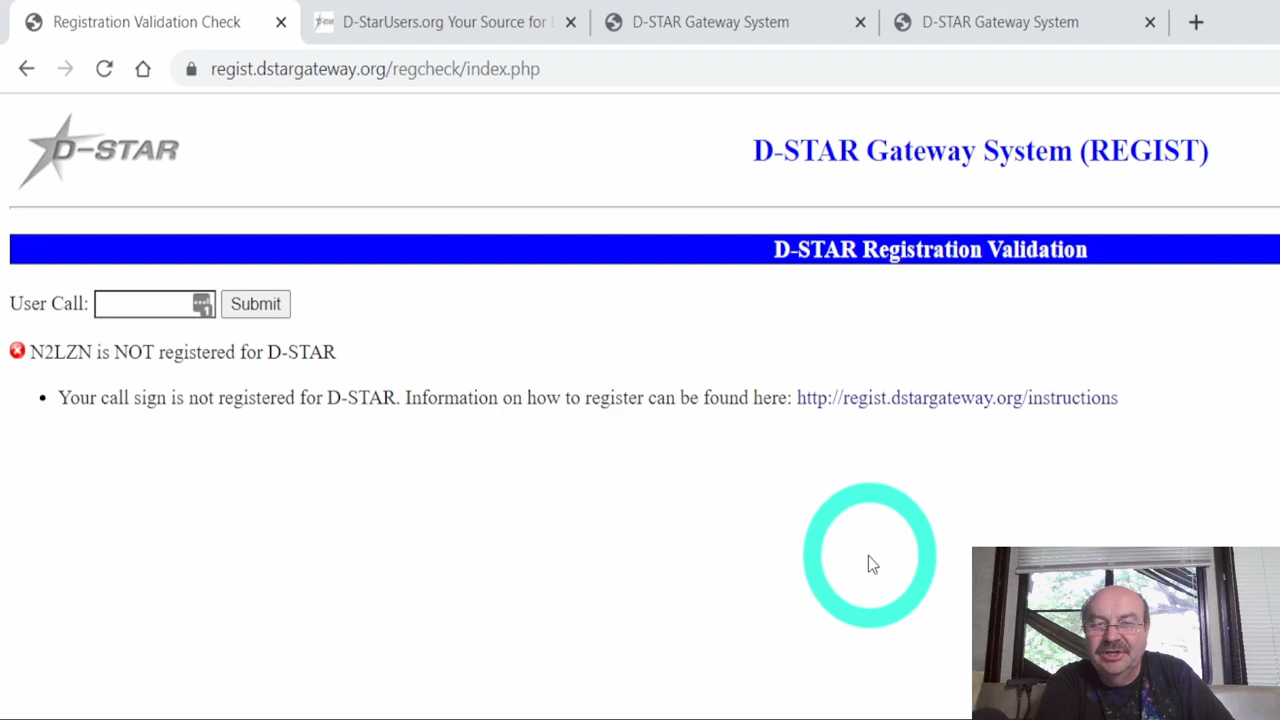 Registration Validation Check
D-StarUsers.org Your Source for
D-STAR Gateway System
D-STAR Gateway System
regist.dstargateway.org/regcheck/index.php
D-STAR
D-STAR Gateway System (REGIST)
D-STAR Registration Validation
User Call:
1
Submit
N2LZN is NOT registered for D-STAR
• Your call sign is not registered for D-STAR. Information on how to register can be found here: http://regist.dstargateway.org/instructions